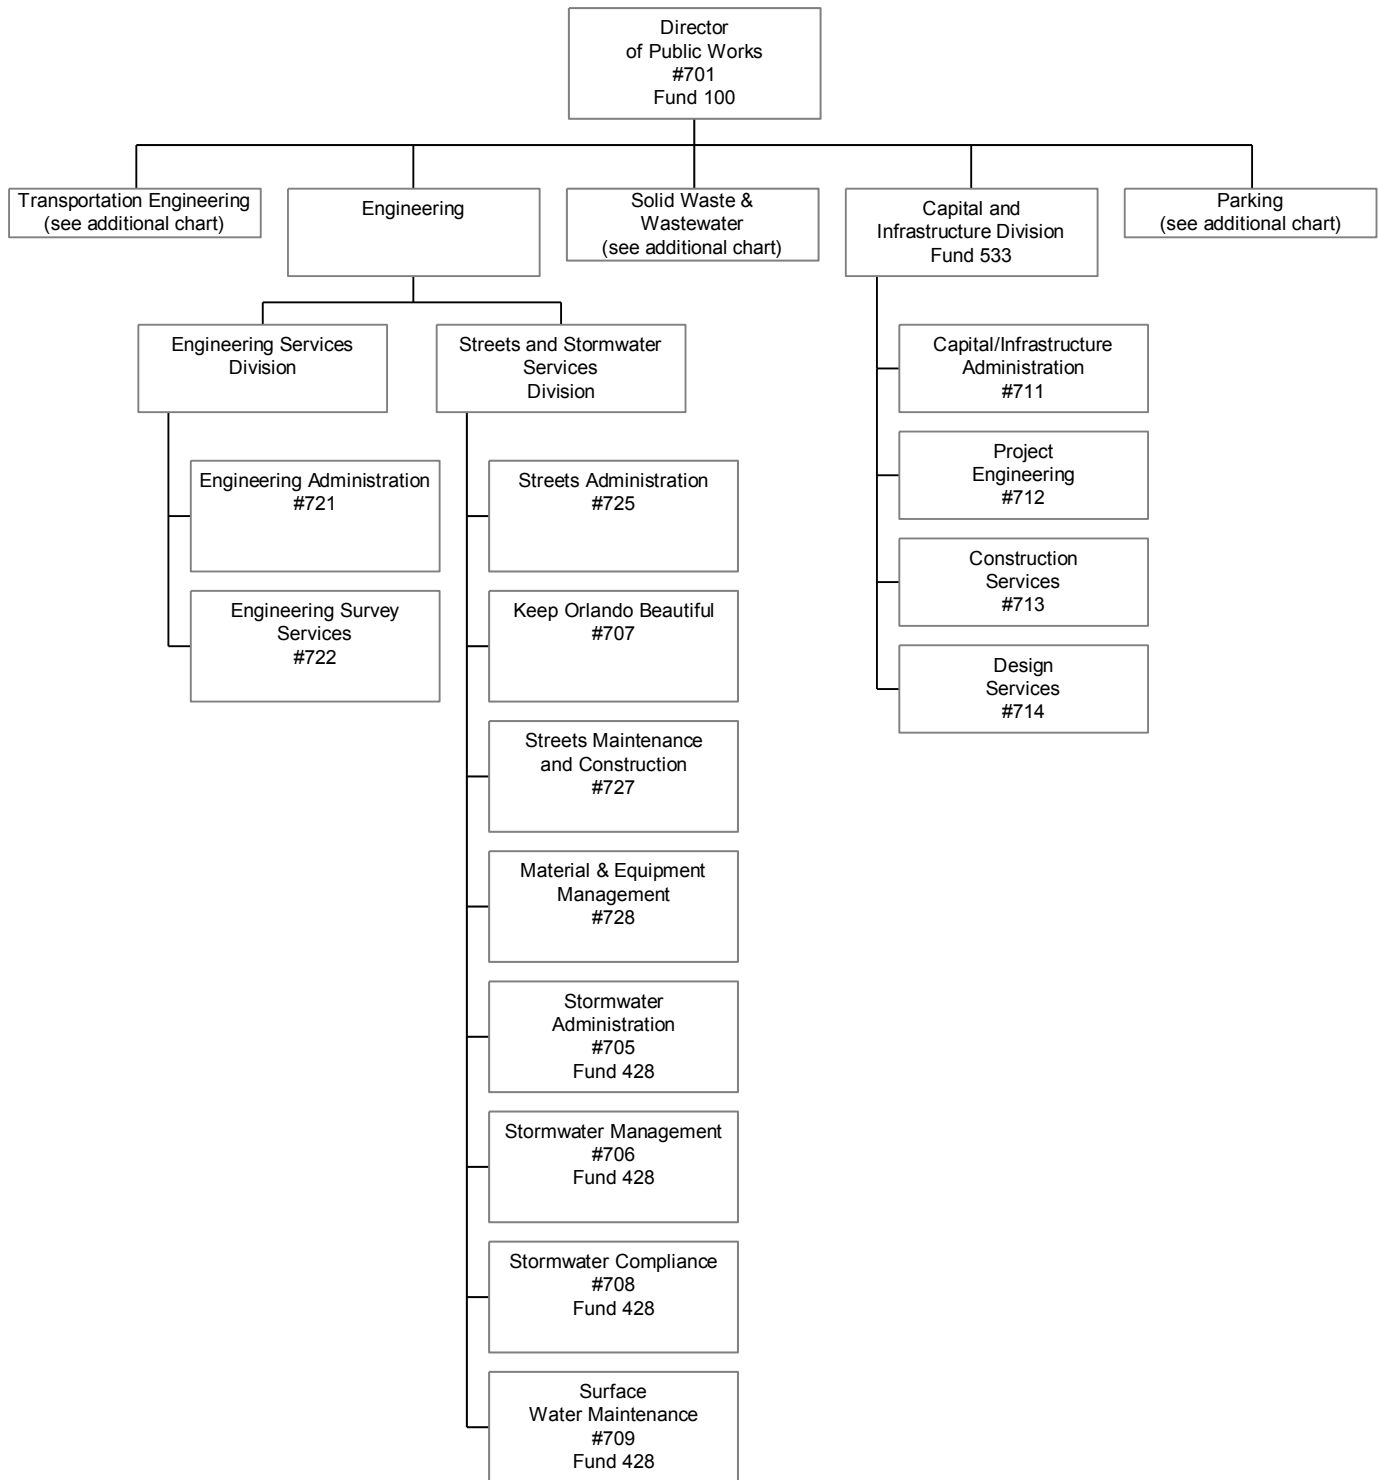 Director
of Public Works
#701
Fund 100
Transportation Engineering
(see additional chart)
Engineering
Solid Waste &
Wastewater
(see additional chart)
Capital and
Infrastructure Division
Fund 533
Parking
(see additional chart)
Engineering Services
Division
Streets and Stormwater
Services
Division
Engineering Administration
#721
Engineering Survey
Services
#722
Streets Administration
#725
Keep Orlando Beautiful
#707
Streets Maintenance
and Construction
#727
Material & Equipment
Management
#728
Stormwater
Administration
#705
Fund 428
Stormwater Management
#706
Fund 428
Stormwater Compliance
#708
Fund 428
Surface
Water Maintenance
#709
Fund 428
Capital/Infrastructure
Administration
#711
Project
Engineering
#712
Construction
Services
#713
Design
Services
#714